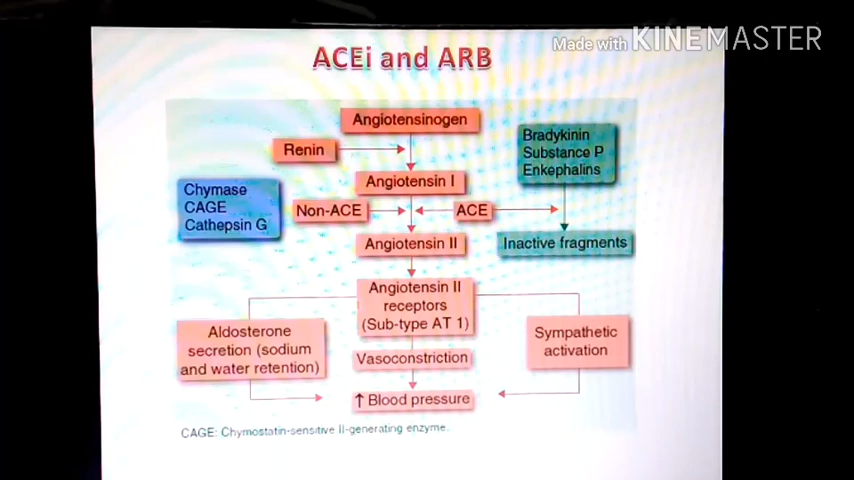 ACEi and ARB
Made with KINEMASTER
Angiotensinogen
Renin
Bradykinin
Substance P
Enkephalins
Angiotensin I
Chymase
CAGE
Cathepsin G
Non-ACE
ACE
Angiotensin II
Inactive fragments
Angiotensin II
receptors
(Sub-type AT 1)
Aldosterone
secretion (sodium
and water retention)
Sympathetic
activation
Vasoconstriction
↑ Blood pressure
CAGE: Chymostatin-sensitive II-generating enzyme.